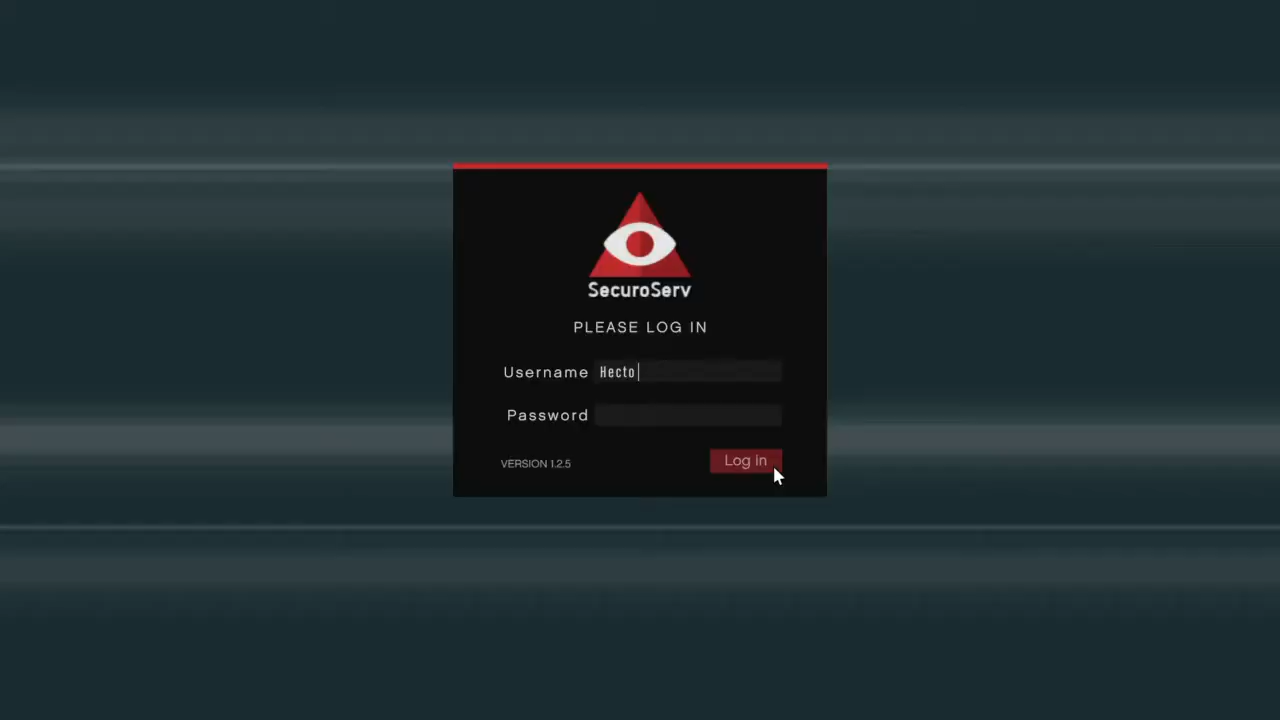 SecuroServ
PLEASE LOG IN
Username Hecto
Password
VERSION 1.2.5 Log in